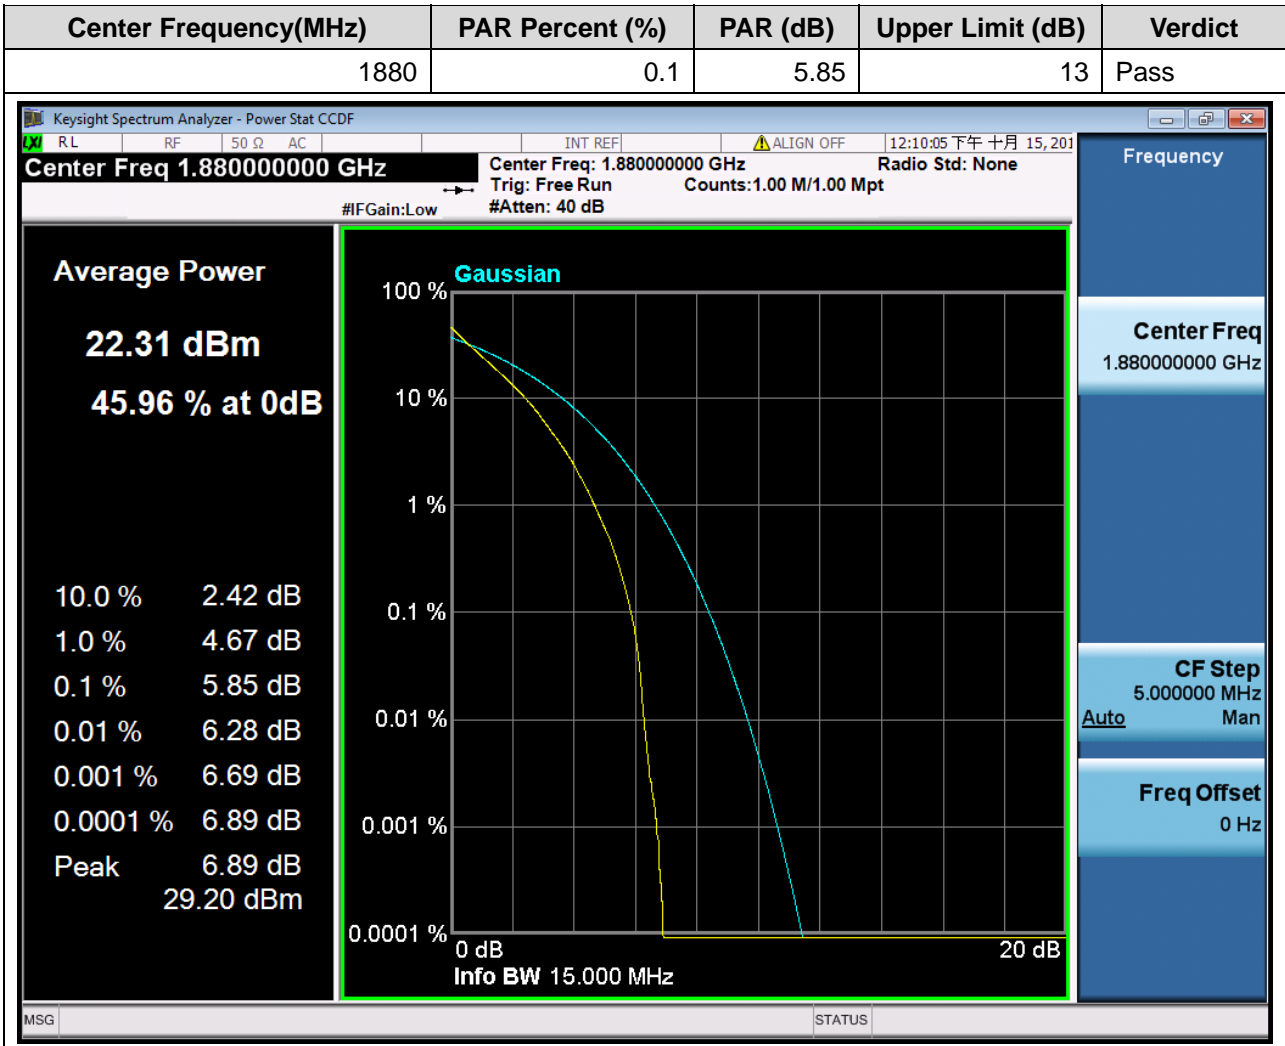 Center Frequency(MHz) PAR Percent (%) PAR (dB) Upper Limit (dB) Verdict
1880 0.1 5.85 13 Pass
Keysight Spectrum Analyzer - Power Stat CCDF
LXI RL RF 50 Ω AC INT REF ALIGN OFF 12:10:05 下午 十月 15, 201
Center Freq 1.880000000 GHz
Center Freq: 1.880000000 GHz Radio Std: None
Trig: Free Run Counts:1.00 M/1.00 Mpt
#IFGain:Low #Atten: 40 dB
Frequency
Average Power
22.31 dBm
45.96 % at 0dB
10.0 % 2.42 dB
1.0 % 4.67 dB
0.1 % 5.85 dB
0.01 % 6.28 dB
0.001 % 6.69 dB
0.0001 % 6.89 dB
Peak 6.89 dB
29.20 dBm
Gaussian
100 %
10 %
1 %
0.1 %
0.01 %
0.001 %
0.0001 %
0 dB 20 dB
Info BW 15.000 MHz
Center Freq
1.880000000 GHz
CF Step
5.000000 MHz
Auto Man
Freq Offset
0 Hz
MSG STATUS